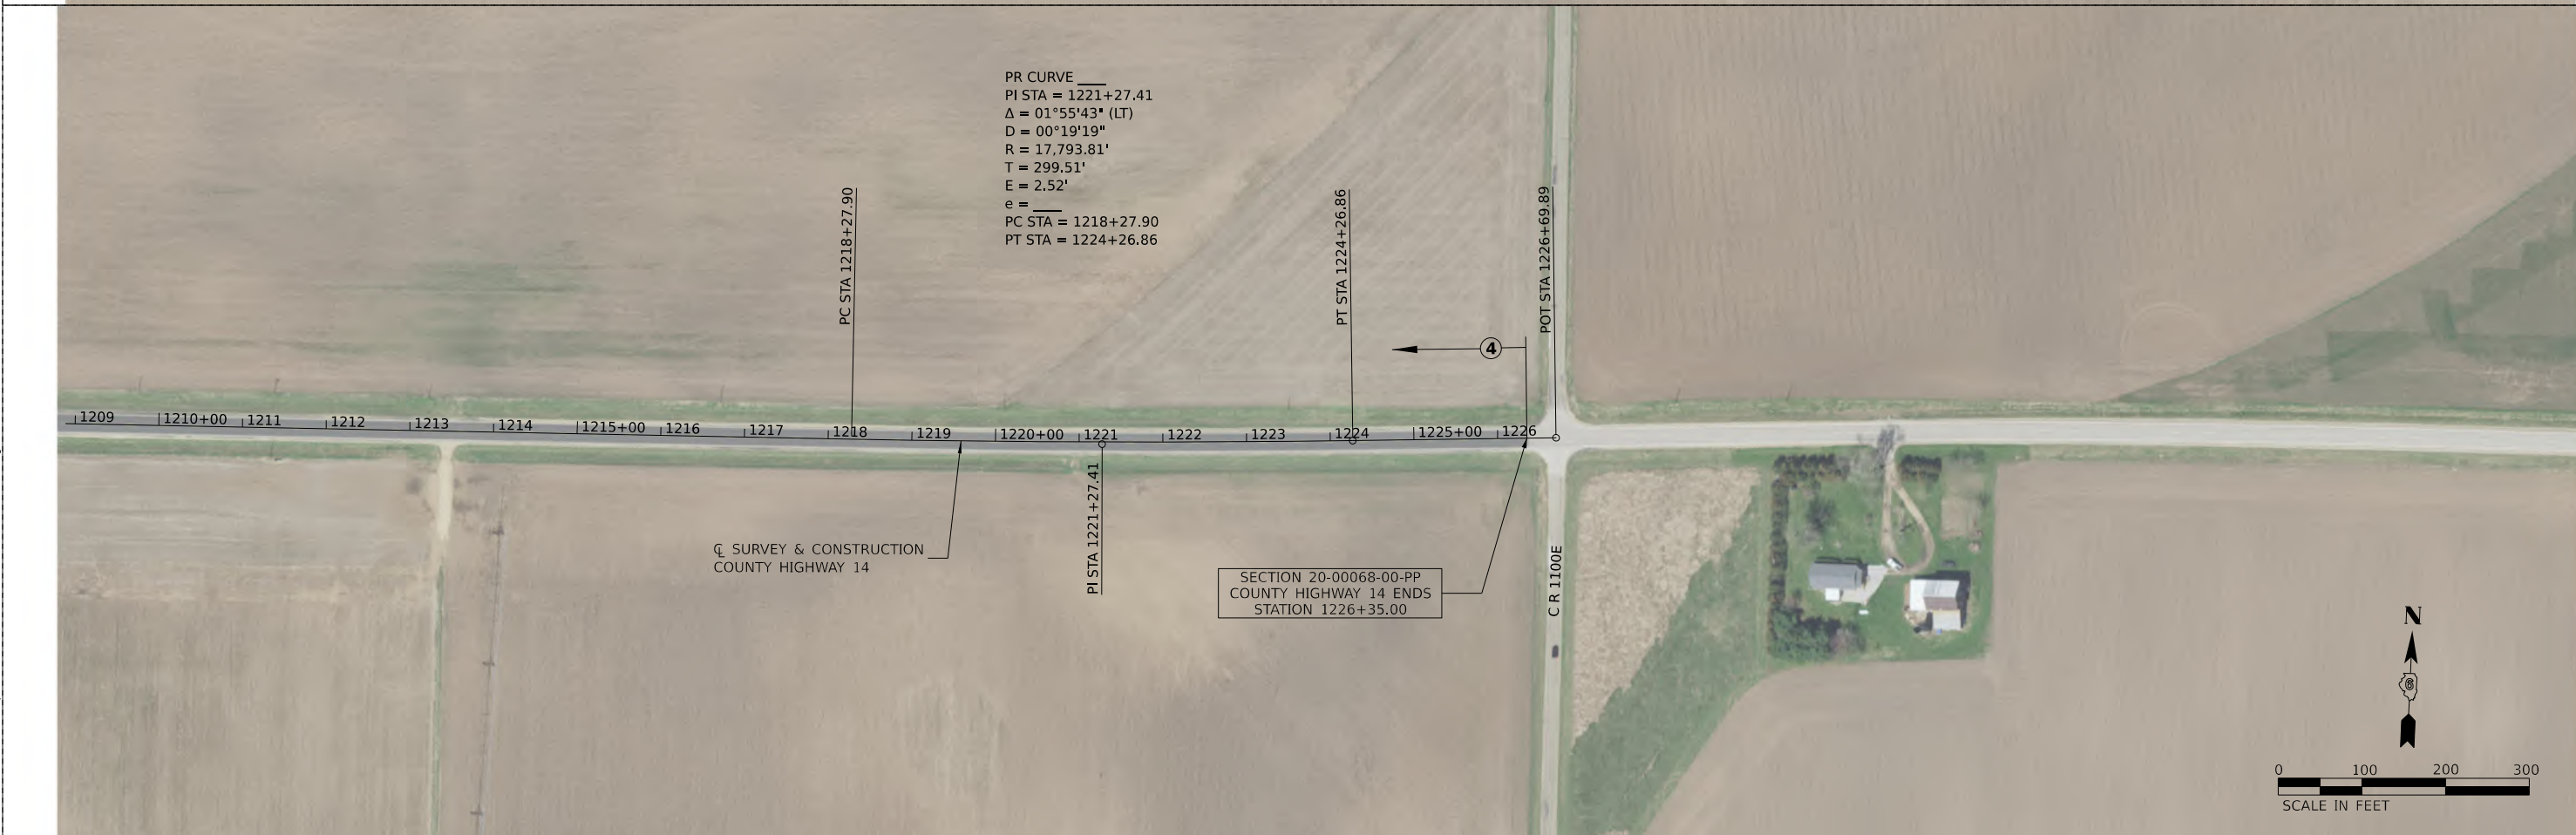 PR CURVE ____
PI STA = 1221+27.41
Δ = 01°55'43" (LT)
D = 00°19'19"
R = 17,793.81'
T = 299.51'
E = 2.52'
e = ____
PC STA = 1218+27.90
PT STA = 1224+26.86
PC STA 1218+27.90
PT STA 1224+26.86
POT STA 1226+69.89
4
1209 1210+00 1211 1212 1213 1214 1215+00 1216 1217 1218 1219 1220+00 1221 1222 1223 1224 1225+00 1226
PI STA 1221+27.41
℄ SURVEY & CONSTRUCTION
COUNTY HIGHWAY 14
SECTION 20-00068-00-PP
COUNTY HIGHWAY 14 ENDS
STATION 1226+35.00
C R 1100E
N
6
0 100 200 300
SCALE IN FEET